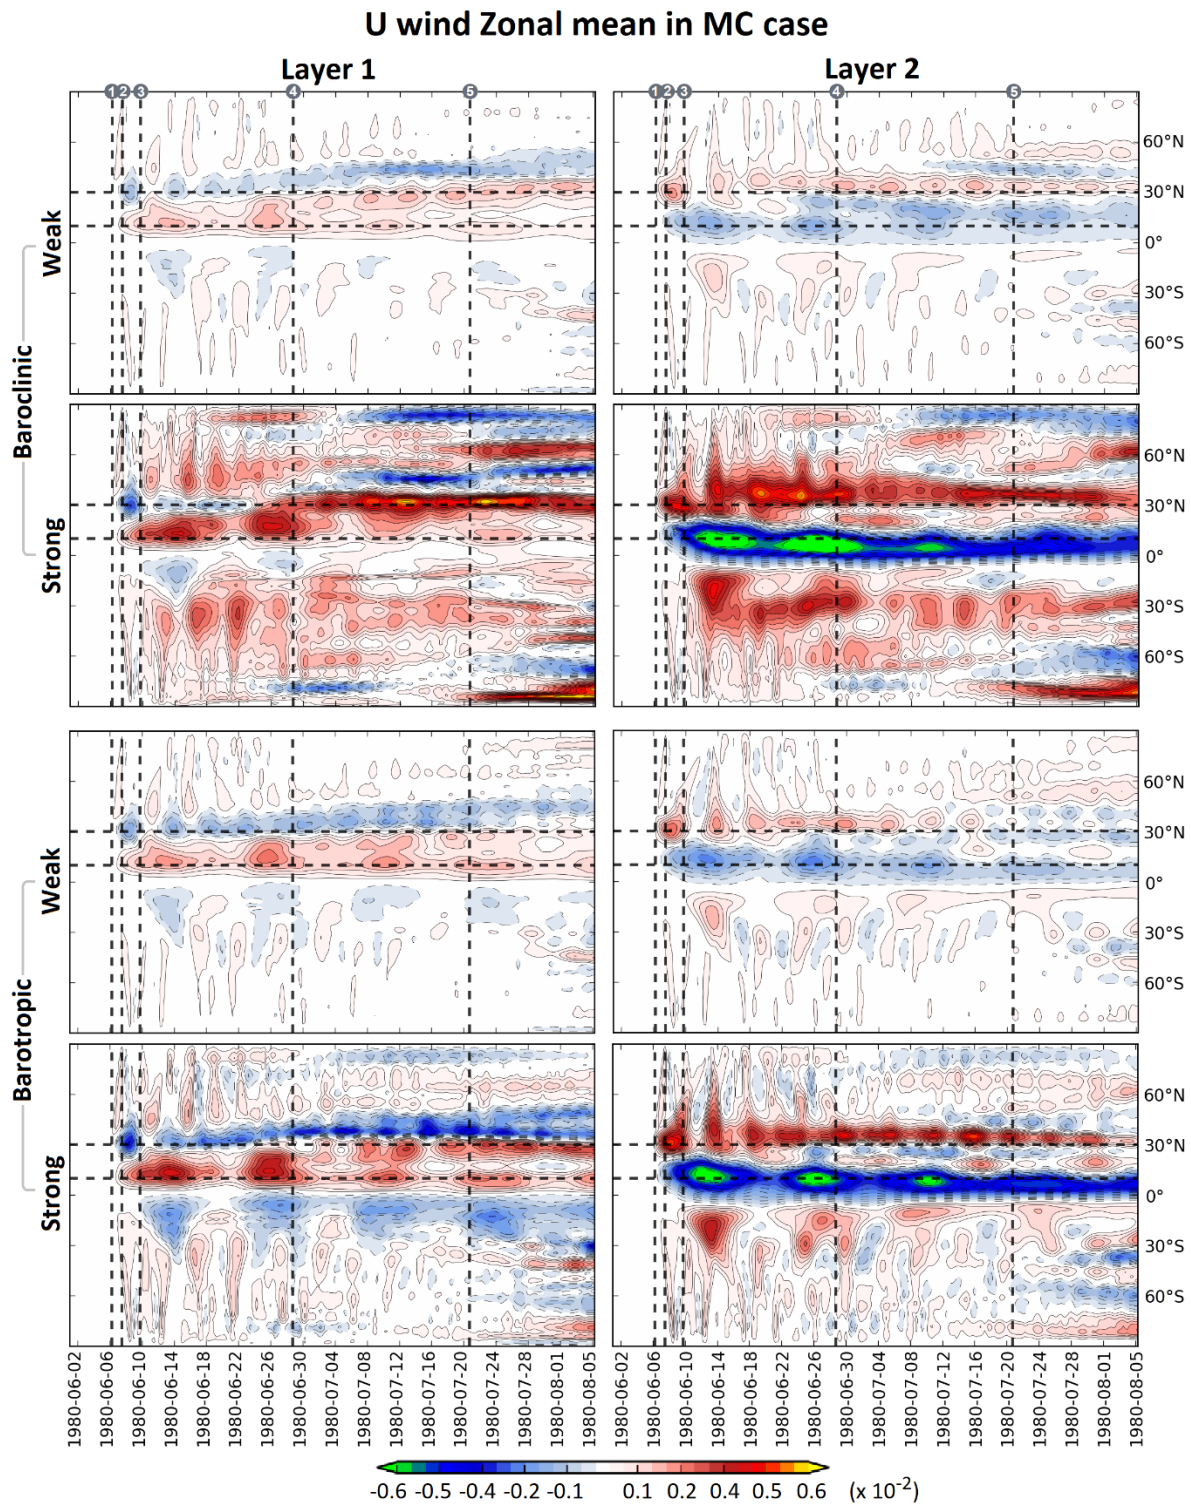 U wind Zonal mean in MC case
Layer 1 Layer 2
1 2 3 4 5 1 2 3 4 5
Baroclinic
Weak
60°N
30°N
0°
30°S
60°S
Strong
60°N
30°N
0°
30°S
60°S
Barotropic
Weak
60°N
30°N
0°
30°S
60°S
Strong
60°N
30°N
0°
30°S
60°S
1980-06-02 1980-06-06 1980-06-10 1980-06-14 1980-06-18 1980-06-22 1980-06-26 1980-06-30 1980-07-04 1980-07-08 1980-07-12 1980-07-16 1980-07-20 1980-07-24 1980-07-28 1980-08-01 1980-08-05
1980-06-02 1980-06-06 1980-06-10 1980-06-14 1980-06-18 1980-06-22 1980-06-26 1980-06-30 1980-07-04 1980-07-08 1980-07-12 1980-07-16 1980-07-20 1980-07-24 1980-07-28 1980-08-01 1980-08-05
-0.6 -0.5 -0.4 -0.2 -0.1 0.1 0.2 0.4 0.5 0.6 (x 10⁻²)